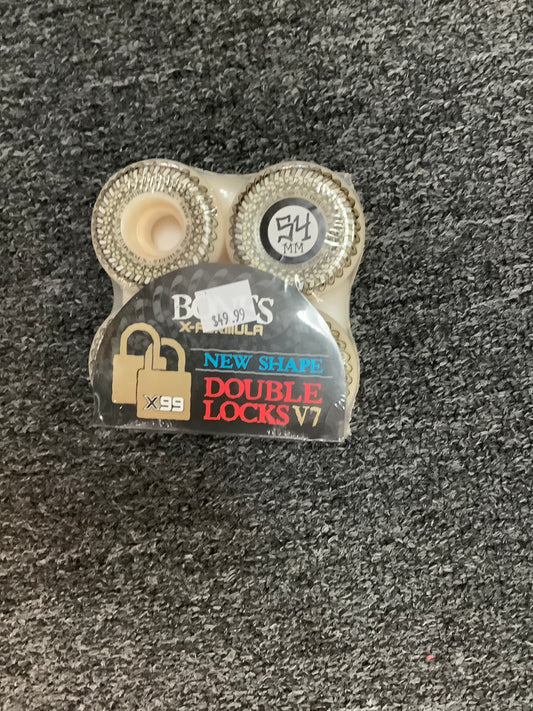 54
MM
BONES
$49.99
X-FORMULA
NEW SHAPE
DOUBLE
LOCKS V7
X99